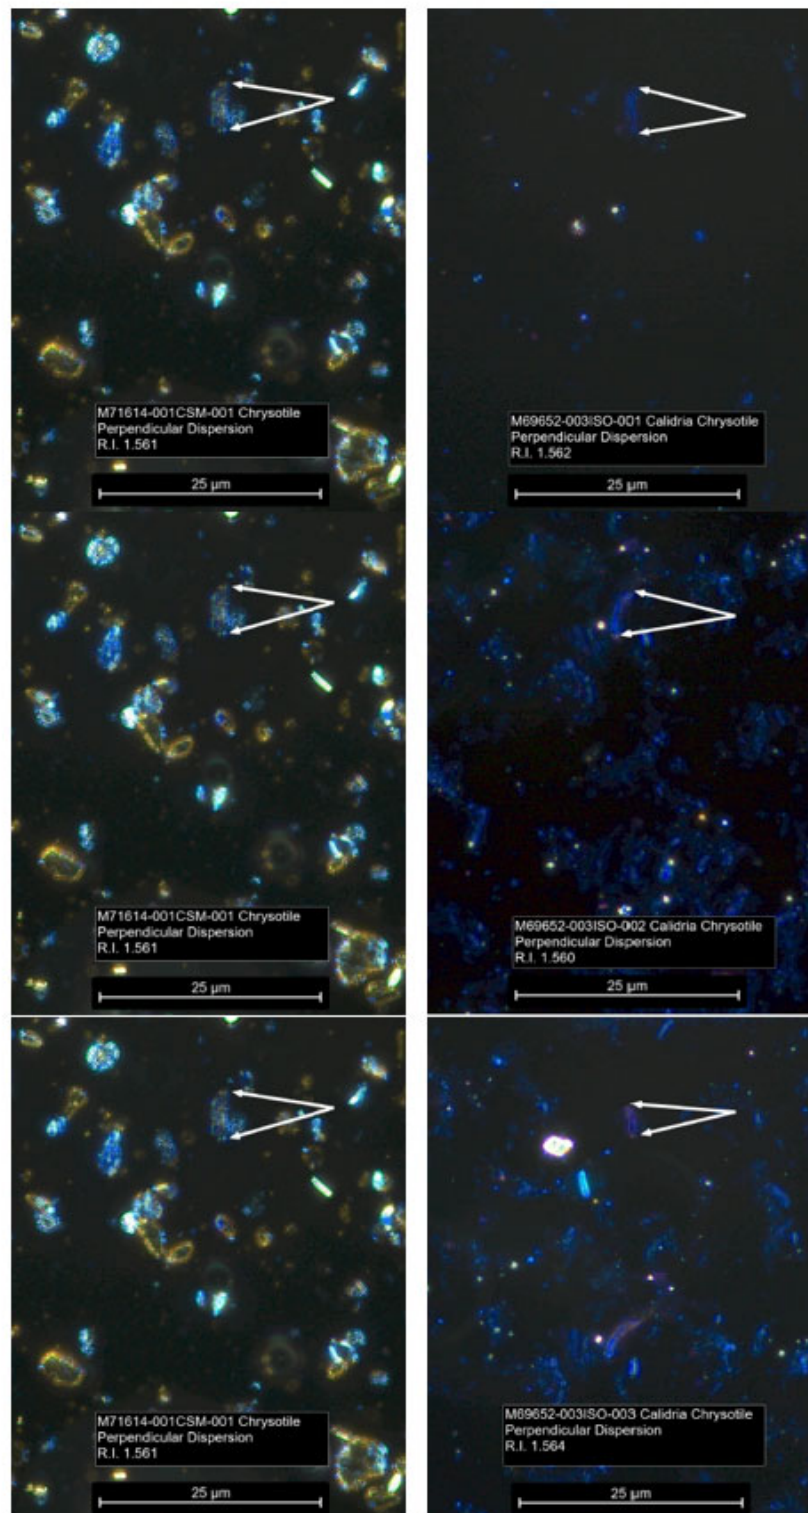 M71614-001CSM-001 Chrysotile
Perpendicular Dispersion
R.I. 1.561
25 µm
M69652-003ISO-001 Calidria Chrysotile
Perpendicular Dispersion
R.I. 1.562
25 µm
M71614-001CSM-001 Chrysotile
Perpendicular Dispersion
R.I. 1.561
25 µm
M69652-003ISO-002 Calidria Chrysotile
Perpendicular Dispersion
R.I. 1.560
25 µm
M71614-001CSM-001 Chrysotile
Perpendicular Dispersion
R.I. 1.561
25 µm
M69652-003ISO-003 Calidria Chrysotile
Perpendicular Dispersion
R.I. 1.564
25 µm